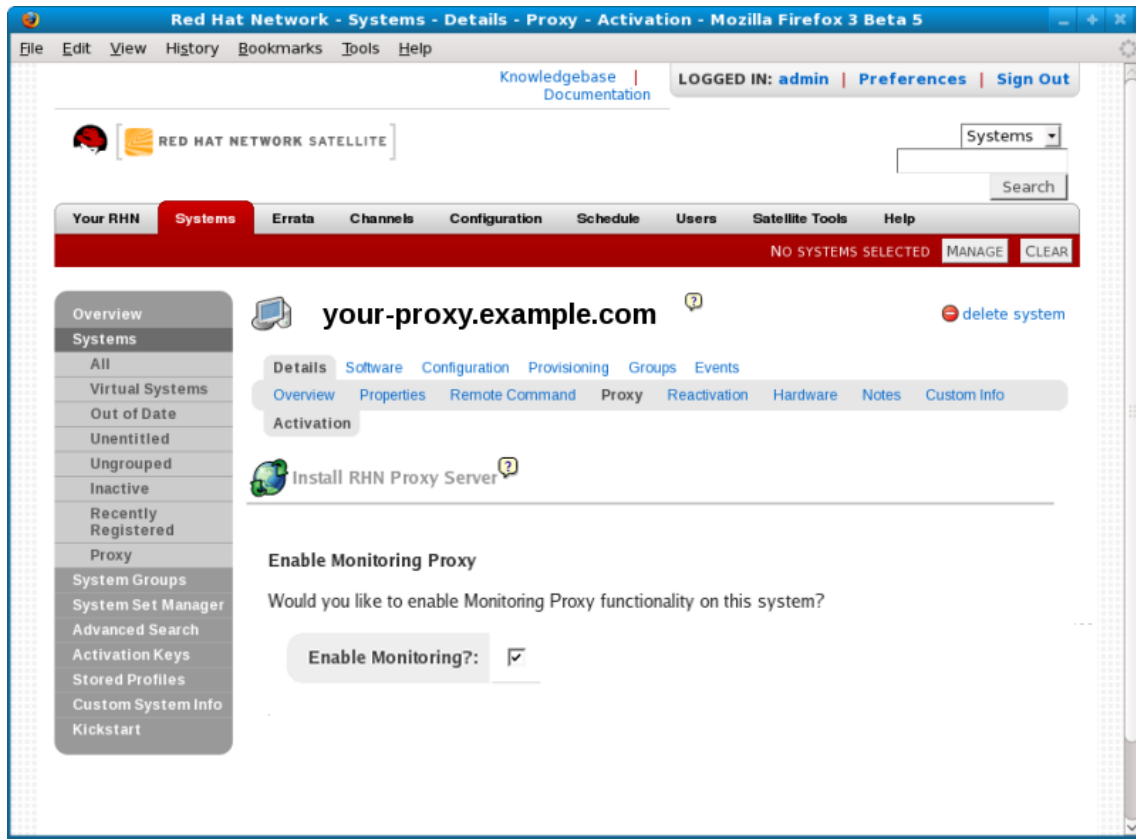 Red Hat Network - Systems - Details - Proxy - Activation - Mozilla Firefox 3 Beta 5
File Edit View History Bookmarks Tools Help
Knowledgebase |
Documentation
LOGGED IN: admin | Preferences | Sign Out
RED HAT NETWORK SATELLITE
Systems
Search
Your RHN Systems Errata Channels Configuration Schedule Users Satellite Tools Help
NO SYSTEMS SELECTED MANAGE CLEAR
Overview
Systems
All
Virtual Systems
Out of Date
Unentitled
Ungrouped
Inactive
Recently
Registered
Proxy
System Groups
System Set Manager
Advanced Search
Activation Keys
Stored Profiles
Custom System Info
Kickstart
your-proxy.example.com ?
delete system
Details Software Configuration Provisioning Groups Events
Overview Properties Remote Command Proxy Reactivation Hardware Notes Custom Info
Activation
Install RHN Proxy Server ?
Enable Monitoring Proxy
Would you like to enable Monitoring Proxy functionality on this system?
Enable Monitoring?: